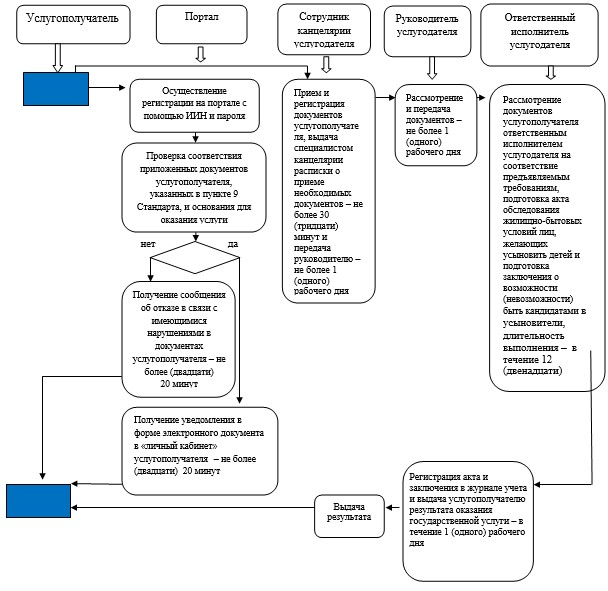 Услугополучатель
Портал
Сотрудник
канцелярии
услугодателя
Руководитель
услугодателя
Ответственный
исполнитель
услугодателя
Осуществление
регистрации на портале с
помощью ИИН и пароля
Проверка соответствия
приложенных документов
услугополучателя,
указанных в пункте 9
Стандарта, и основания для
оказания услуги
нет
да
Получение сообщения
об отказе в связи с
имеющимися
нарушениями в
документах
услугополучателя – не
более (двадцати)
20 минут
Получение уведомления в
форме электронного документа
в «личный кабинет»
услугополучателя – не более
(двадцати) 20 минут
Прием и
регистрация
документов
услугополучате
ля, выдача
специалистом
канцелярии
расписки о
приеме
необходимых
документов – не
более 30
(тридцати)
минут и
передача
руководителю –
не более 1
(одного)
рабочего дня
Рассмотрение
и передача
документов –
не более 1
(одного)
рабочего дня
Рассмотрение
документов
услугополучателя
ответственным
исполнителем
услугодателя на
соответствие
предъявляемым
требованиям,
подготовка акта
обследования
жилищно-бытовых
условий лиц,
желающих
усыновить детей и
подготовка
заключения о
возможности
(невозможности)
быть кандидатами в
усыновители,
длительность
выполнения – в
течение 12
(двенадцати)
Регистрация акта и
заключения в журнале учета
и выдача услугополучателю
результата оказания
государственной услуги – в
течение 1 (одного) рабочего
дня
Выдача
результата